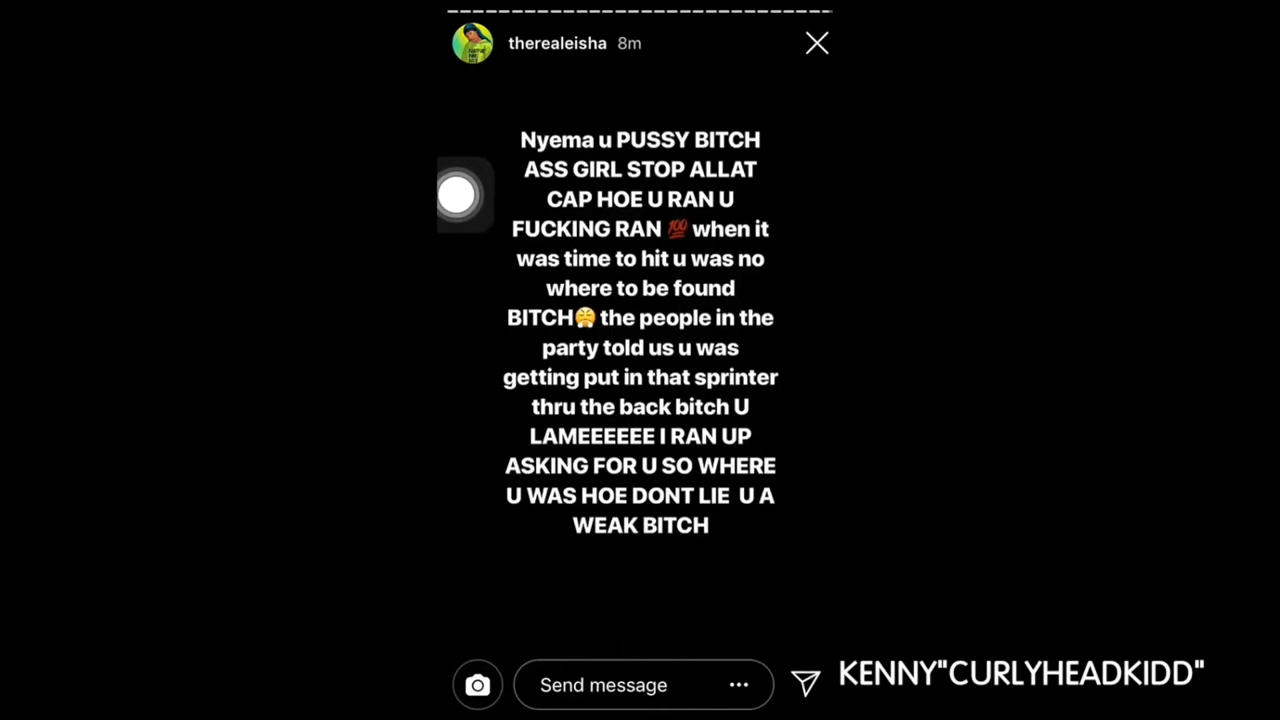 therealeisha 8m
Nyema u PUSSY BITCH
ASS GIRL STOP ALLAT
CAP HOE U RAN U
FUCKING RAN 💯 when it
was time to hit u was no
where to be found
BITCH😤 the people in the
party told us u was
getting put in that sprinter
thru the back bitch U
LAMEEEEEE I RAN UP
ASKING FOR U SO WHERE
U WAS HOE DONT LIE U A
WEAK BITCH
Send message
KENNY"CURLYHEADKIDD"